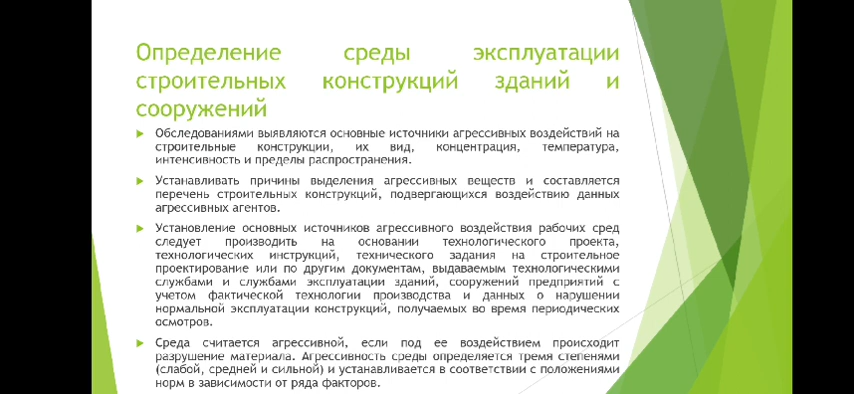 Определение среды эксплуатации
строительных конструкций зданий и
сооружений
Обследованиями выявляются основные источники агрессивных воздействий на
строительные конструкции, их вид, концентрация, температура,
интенсивность и пределы распространения.
Устанавливать причины выделения агрессивных веществ и составляется
перечень строительных конструкций, подвергающихся воздействию данных
агрессивных агентов.
Установление основных источников агрессивного воздействия рабочих сред
следует производить на основании технологического проекта,
технологических инструкций, технического задания на строительное
проектирование или по другим документам, выдаваемым технологическими
службами и службами эксплуатации зданий, сооружений предприятий с
учетом фактической технологии производства и данных о нарушении
нормальной эксплуатации конструкций, получаемых во время периодических
осмотров.
Среда считается агрессивной, если под ее воздействием происходит
разрушение материала. Агрессивность среды определяется тремя степенями
(слабой, средней и сильной) и устанавливается в соответствии с положениями
норм в зависимости от ряда факторов.